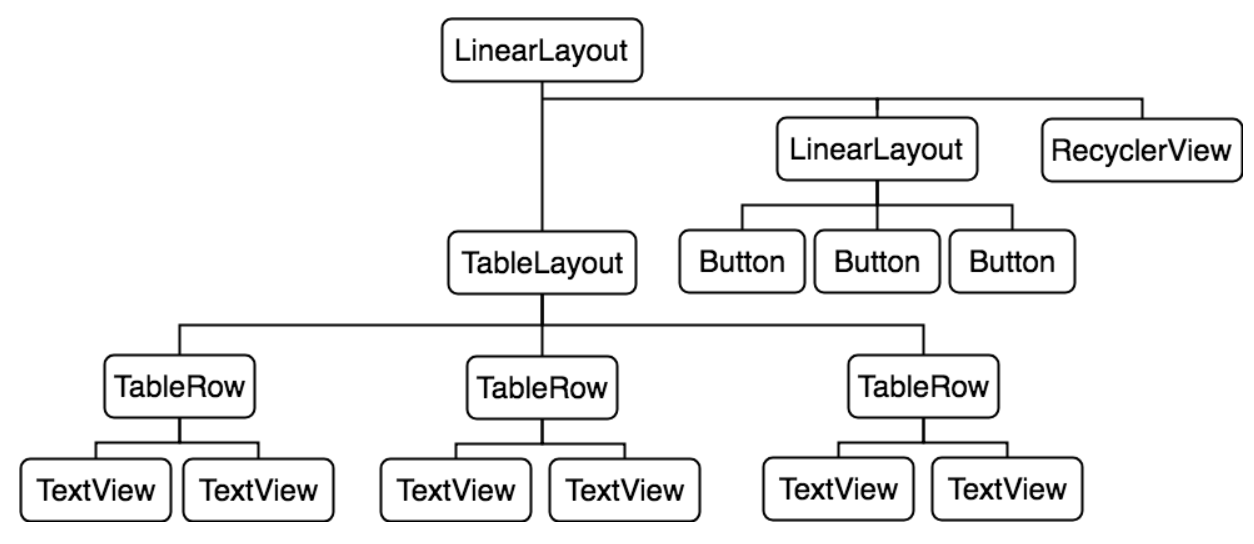 LinearLayout
LinearLayout
RecyclerView
TableLayout
Button
Button
Button
TableRow
TableRow
TableRow
TextView
TextView
TextView
TextView
TextView
TextView